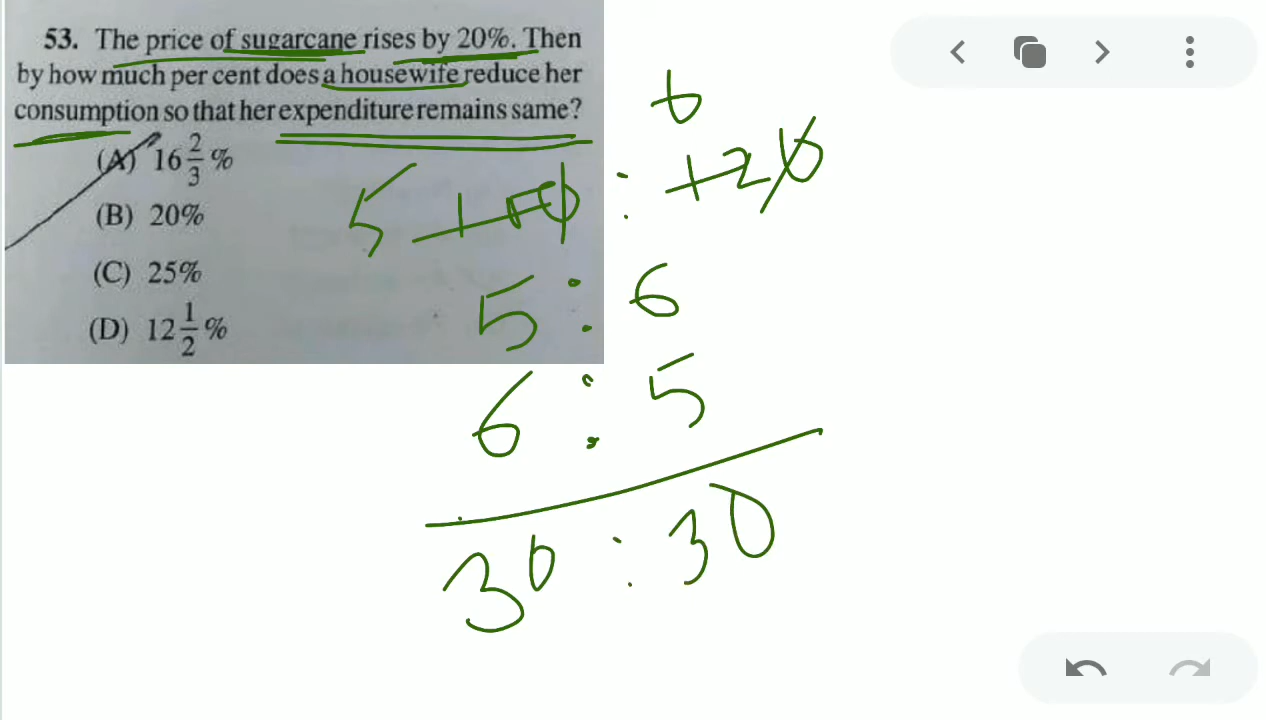 53. The price of sugarcane rises by 20%. Then
by how much per cent does a housewife reduce her
consumption so that her expenditure remains same?
(A) 16 2/3 %
(B) 20%
(C) 25%
(D) 12 1/2 %
6
5 100 : 120
5 : 6
6 : 5
30 : 30